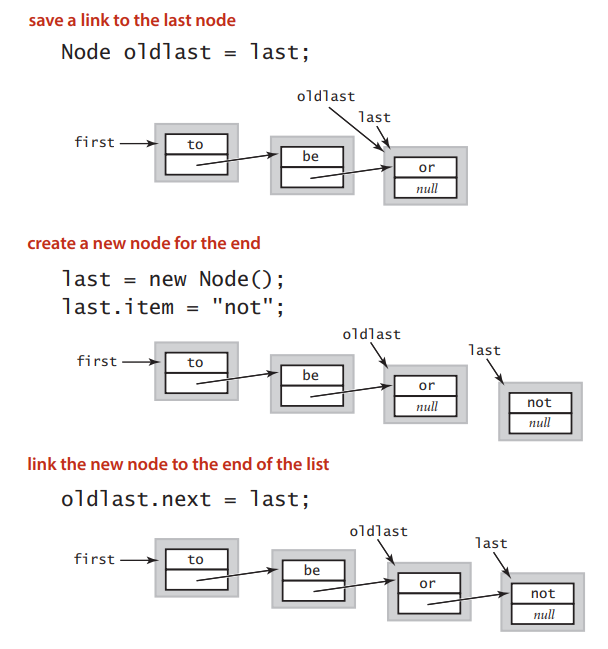 save a link to the last node
Node oldlast = last;
oldlast
last
first
to
be
or
null
create a new node for the end
last = new Node();
last.item = "not";
oldlast
last
first
to
be
or
null
not
null
link the new node to the end of the list
oldlast.next = last;
oldlast
last
first
to
be
or
not
null